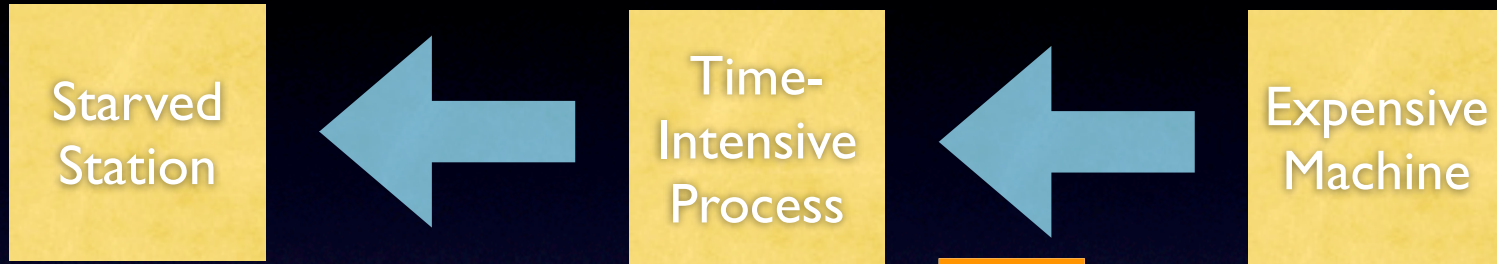 Starved
Station
Time-
Intensive
Process
Expensive
Machine